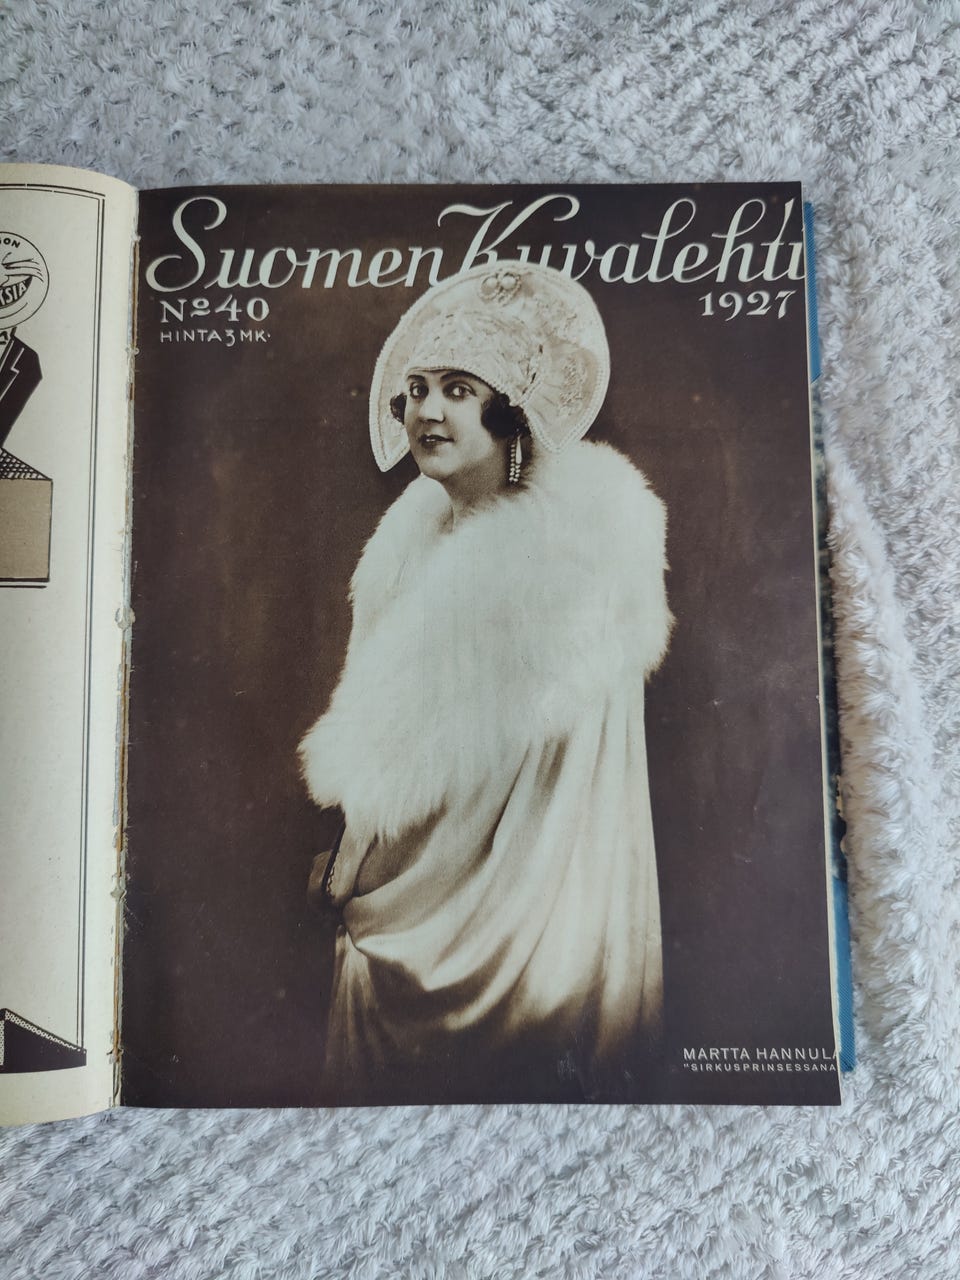 Suomen Kuvalehti
Nº 40
1927
HINTA 3 MK.
MARTTA HANNULA
"SIRKUSPRINSESSANA